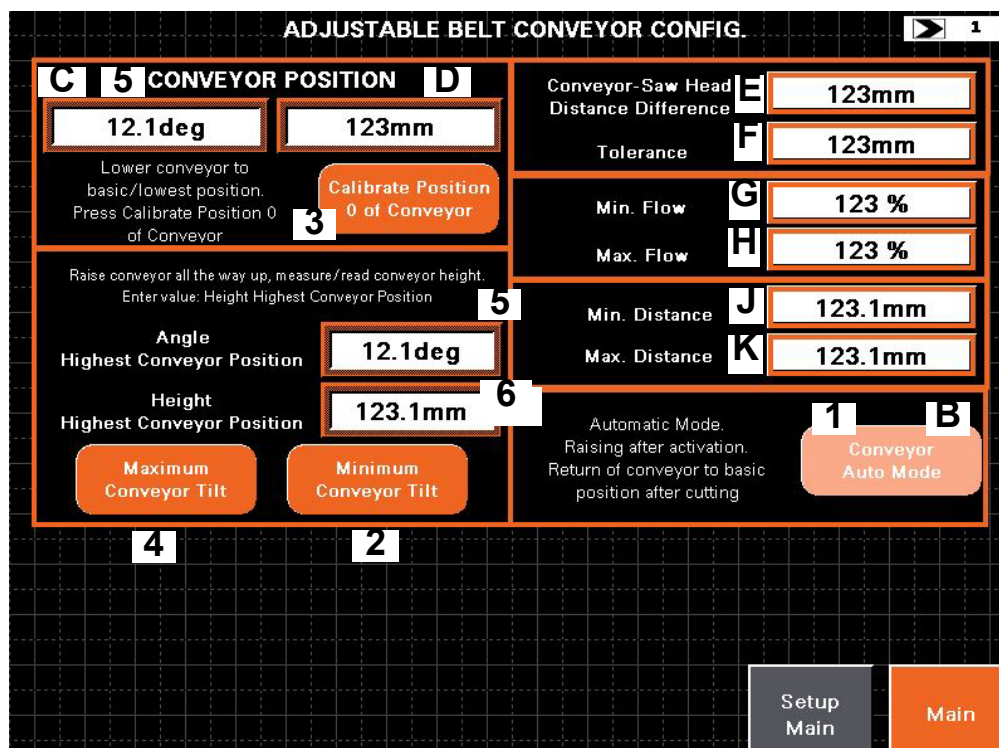 ADJUSTABLE BELT CONVEYOR CONFIG.
1
C 5 CONVEYOR POSITION D
12.1deg
123mm
Lower conveyor to
basic/lowest position.
Press Calibrate Position 0
of Conveyor
3
Calibrate Position
0 of Conveyor
Raise conveyor all the way up, measure/read conveyor height.
Enter value: Height Highest Conveyor Position
5
Angle
Highest Conveyor Position
12.1deg
Height
Highest Conveyor Position
123.1mm
6
Maximum
Conveyor Tilt
Minimum
Conveyor Tilt
4
2
Conveyor-Saw Head
Distance Difference
E
123mm
Tolerance
F
123mm
Min. Flow
G
123 %
Max. Flow
H
123 %
Min. Distance
J
123.1mm
Max. Distance
K
123.1mm
Automatic Mode.
Raising after activation.
Return of conveyor to basic
position after cutting
1
B
Conveyor
Auto Mode
Setup
Main
Main